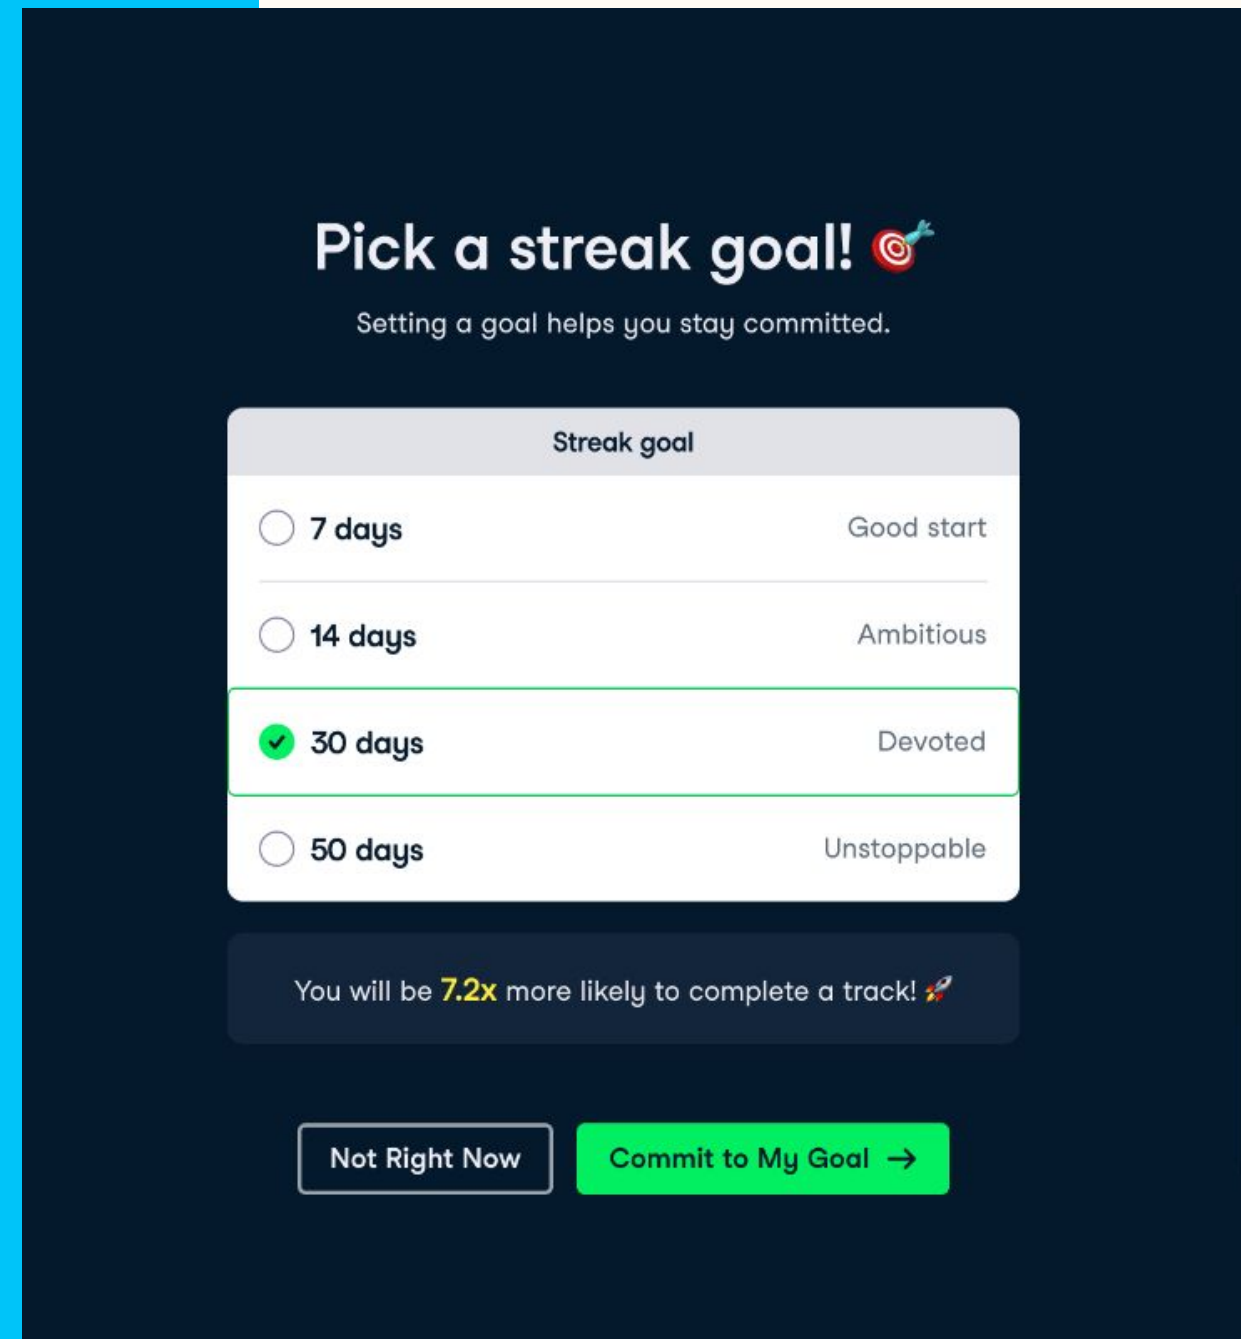 Pick a streak goal! 🎯
Setting a goal helps you stay committed.
Streak goal
7 days Good start
14 days Ambitious
30 days Devoted
50 days Unstoppable
You will be 7.2x more likely to complete a track! 🚀
Not Right Now Commit to My Goal →